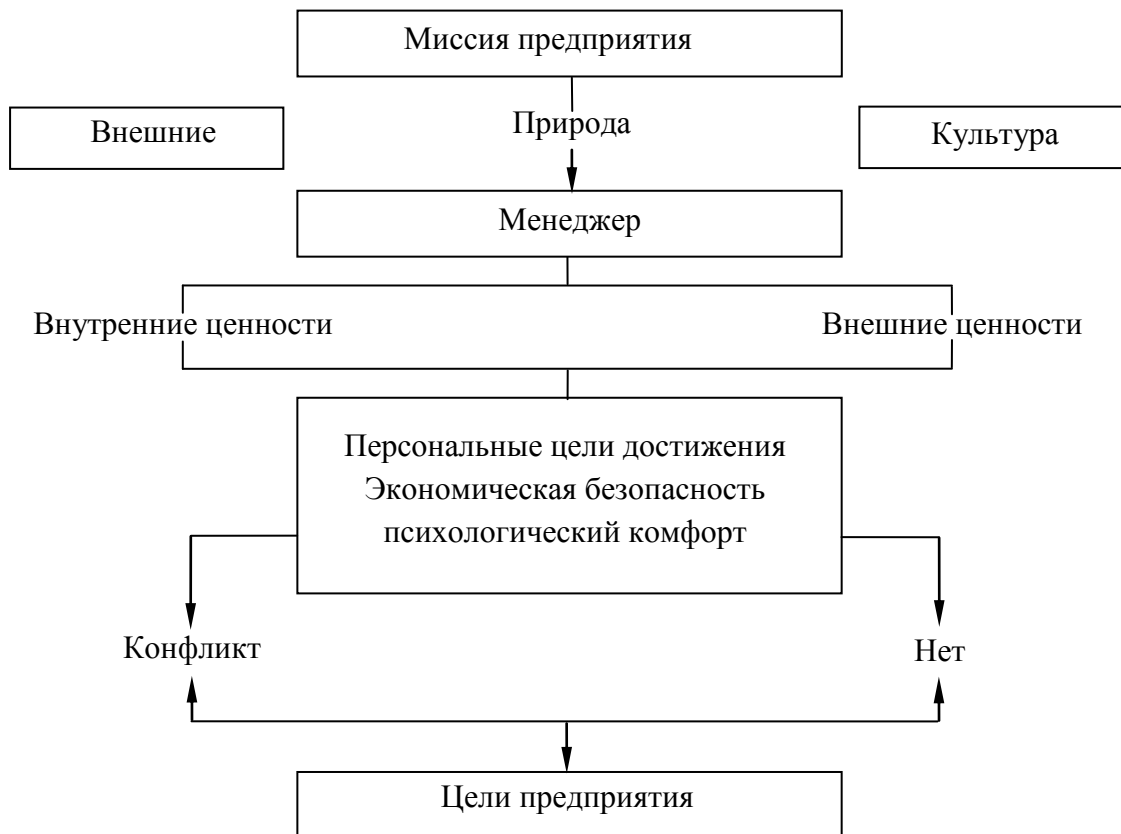 Миссия предприятия
Внешние
Природа
Культура
Менеджер
Внутренние ценности
Внешние ценности
Персональные цели достижения
Экономическая безопасность
психологический комфорт
Конфликт
Нет
Цели предприятия